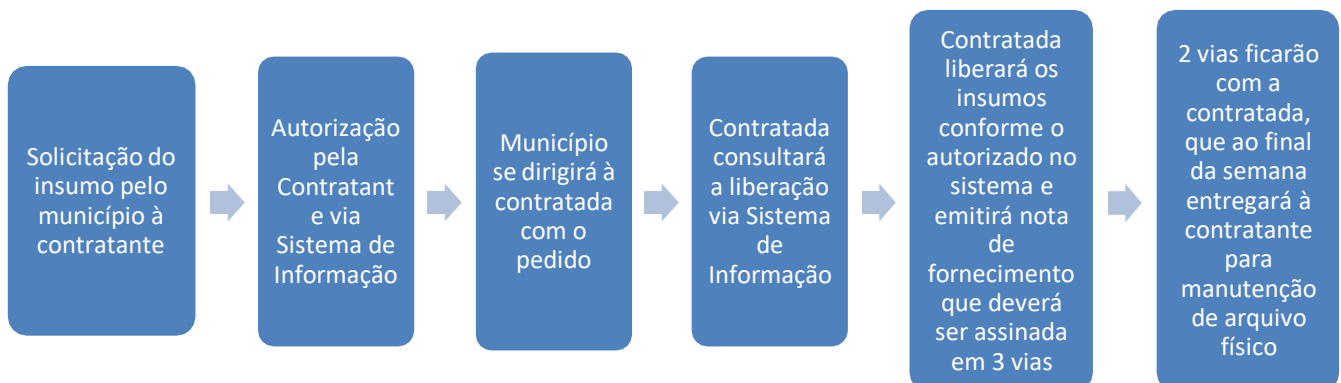 Solicitação do
insumo pelo
município à
contratante
Autorização
pela
Contratant
e via
Sistema de
Informação
Município
se dirigirá à
contratada
com o
pedido
Contratada
consultará
a liberação
via Sistema
de
Informação
Contratada
liberará os
insumos
conforme o
autorizado no
sistema e
emitirá nota
de
fornecimento
que deverá
ser assinada
em 3 vias
2 vias ficarão
com a
contratada,
que ao final
da semana
entregará à
contratante
para
manutenção
de arquivo
físico